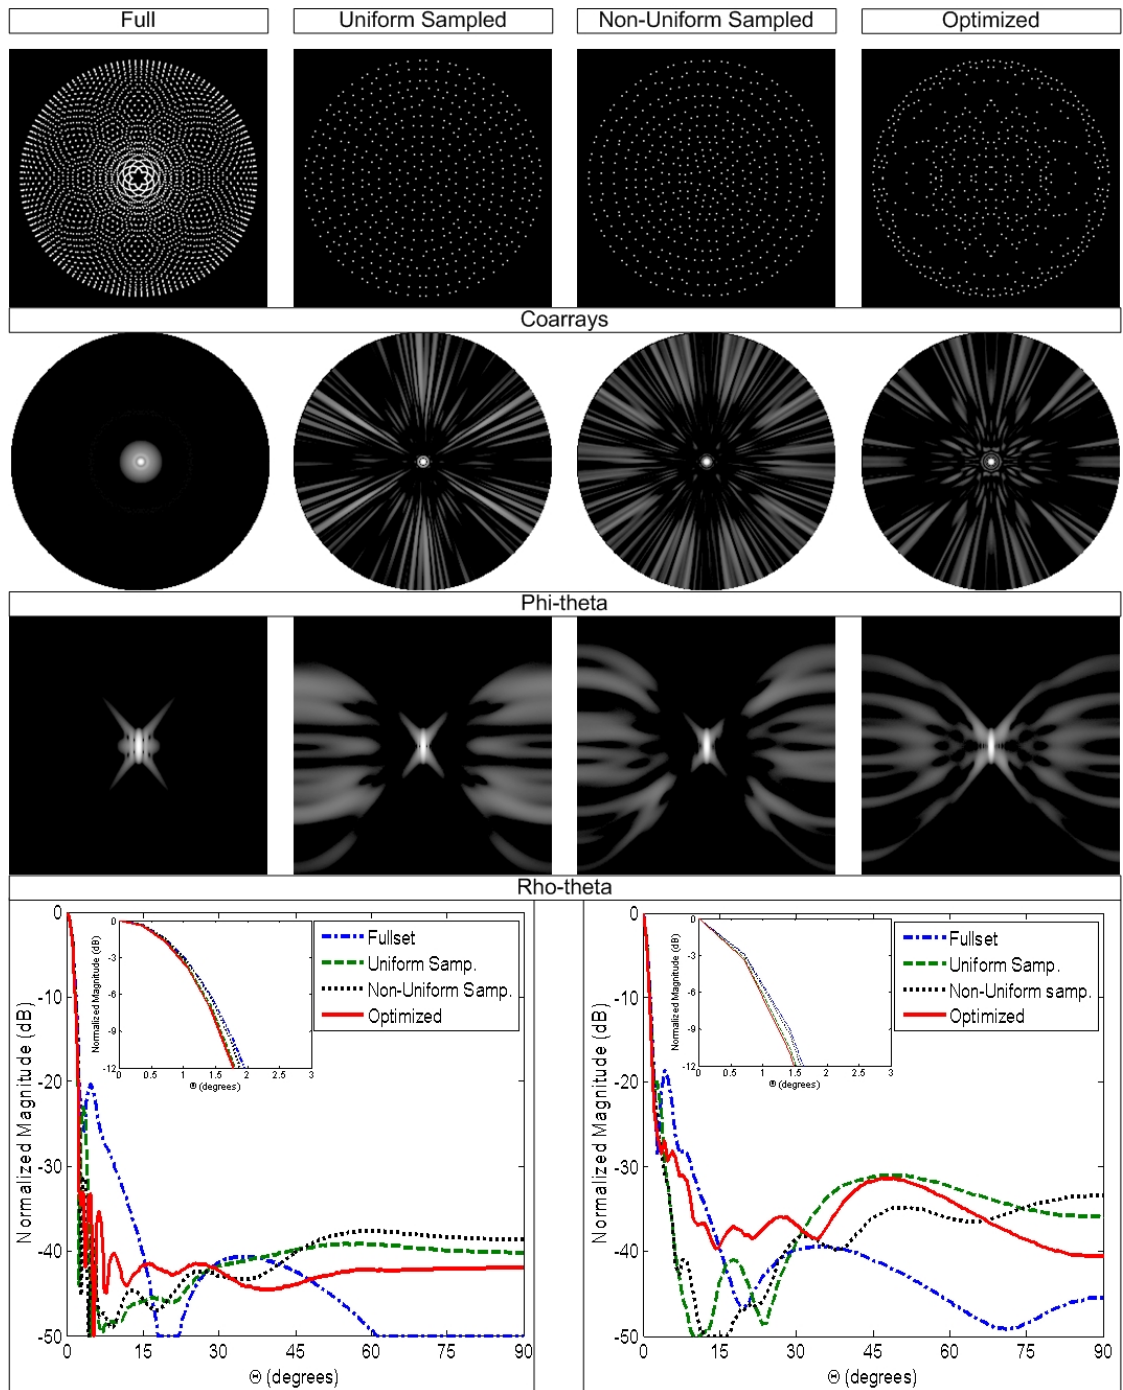 Full
Uniform Sampled
Non-Uniform Sampled
Optimized
Coarrays
Phi-theta
Rho-theta
0
-10
-20
-30
-40
-50
Normalized Magnitude (dB)
0 15 30 45 60 75 90
Θ (degrees)
0
-3
-6
-9
-12
Normalized Magnitude (dB)
0 0.5 1 1.5 2 2.5 3
Θ (degrees)
Fullset
Uniform Samp.
Non-Uniform Samp.
Optimized
0
-10
-20
-30
-40
-50
Normalized Magnitude (dB)
0 15 30 45 60 75 90
Θ (degrees)
0
-3
-6
-9
-12
Normalized Magnitude (dB)
0 0.5 1 1.5 2 2.5 3
Θ (degrees)
Fullset
Uniform Samp.
Non-Uniform samp.
Optimized